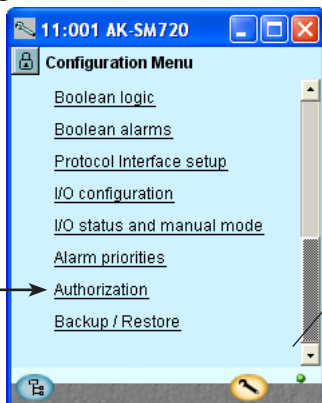 11:001 AK-SM720
Configuration Menu
Boolean logic
Boolean alarms
Protocol Interface setup
I/O configuration
I/O status and manual mode
Alarm priorities
Authorization
Backup / Restore